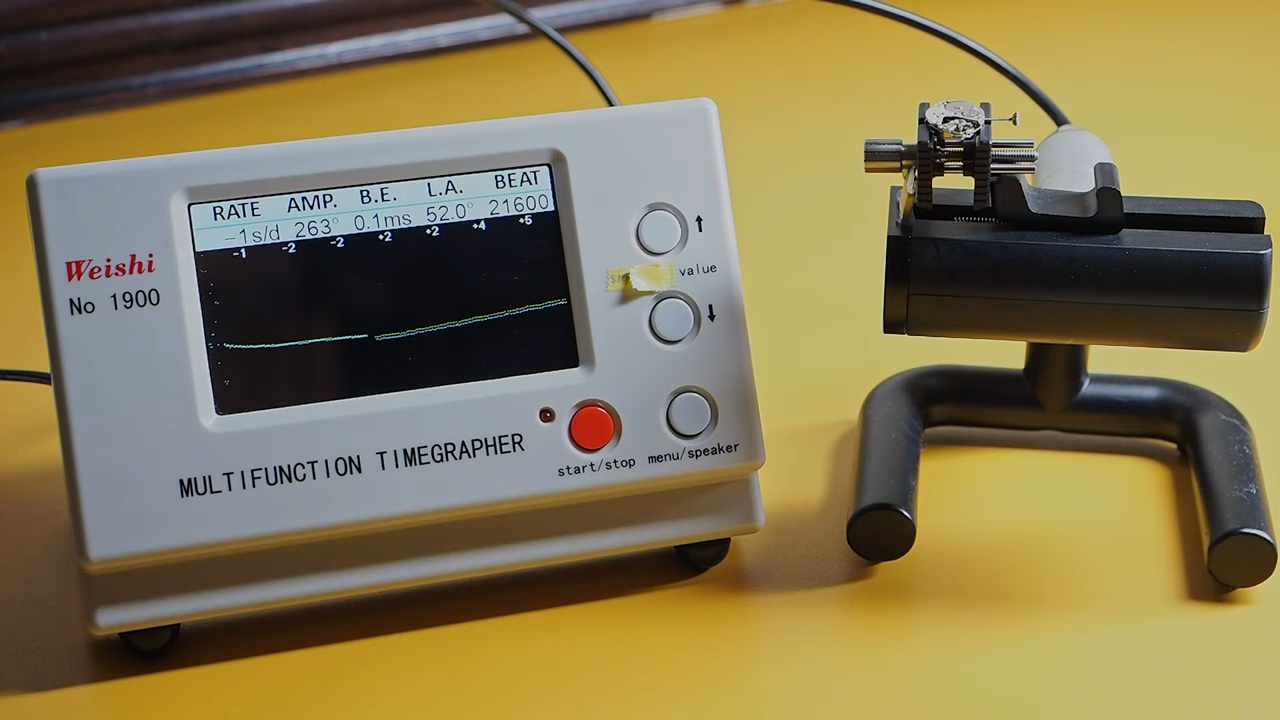 RATE AMP. B.E. L.A. BEAT
-1s/d 263° 0.1ms 52.0° 21600
-1 -2 -2 +2 +2 +4 +5
Weishi
No 1900
value
MULTIFUNCTION TIMEGRAPHER
start/stop menu/speaker